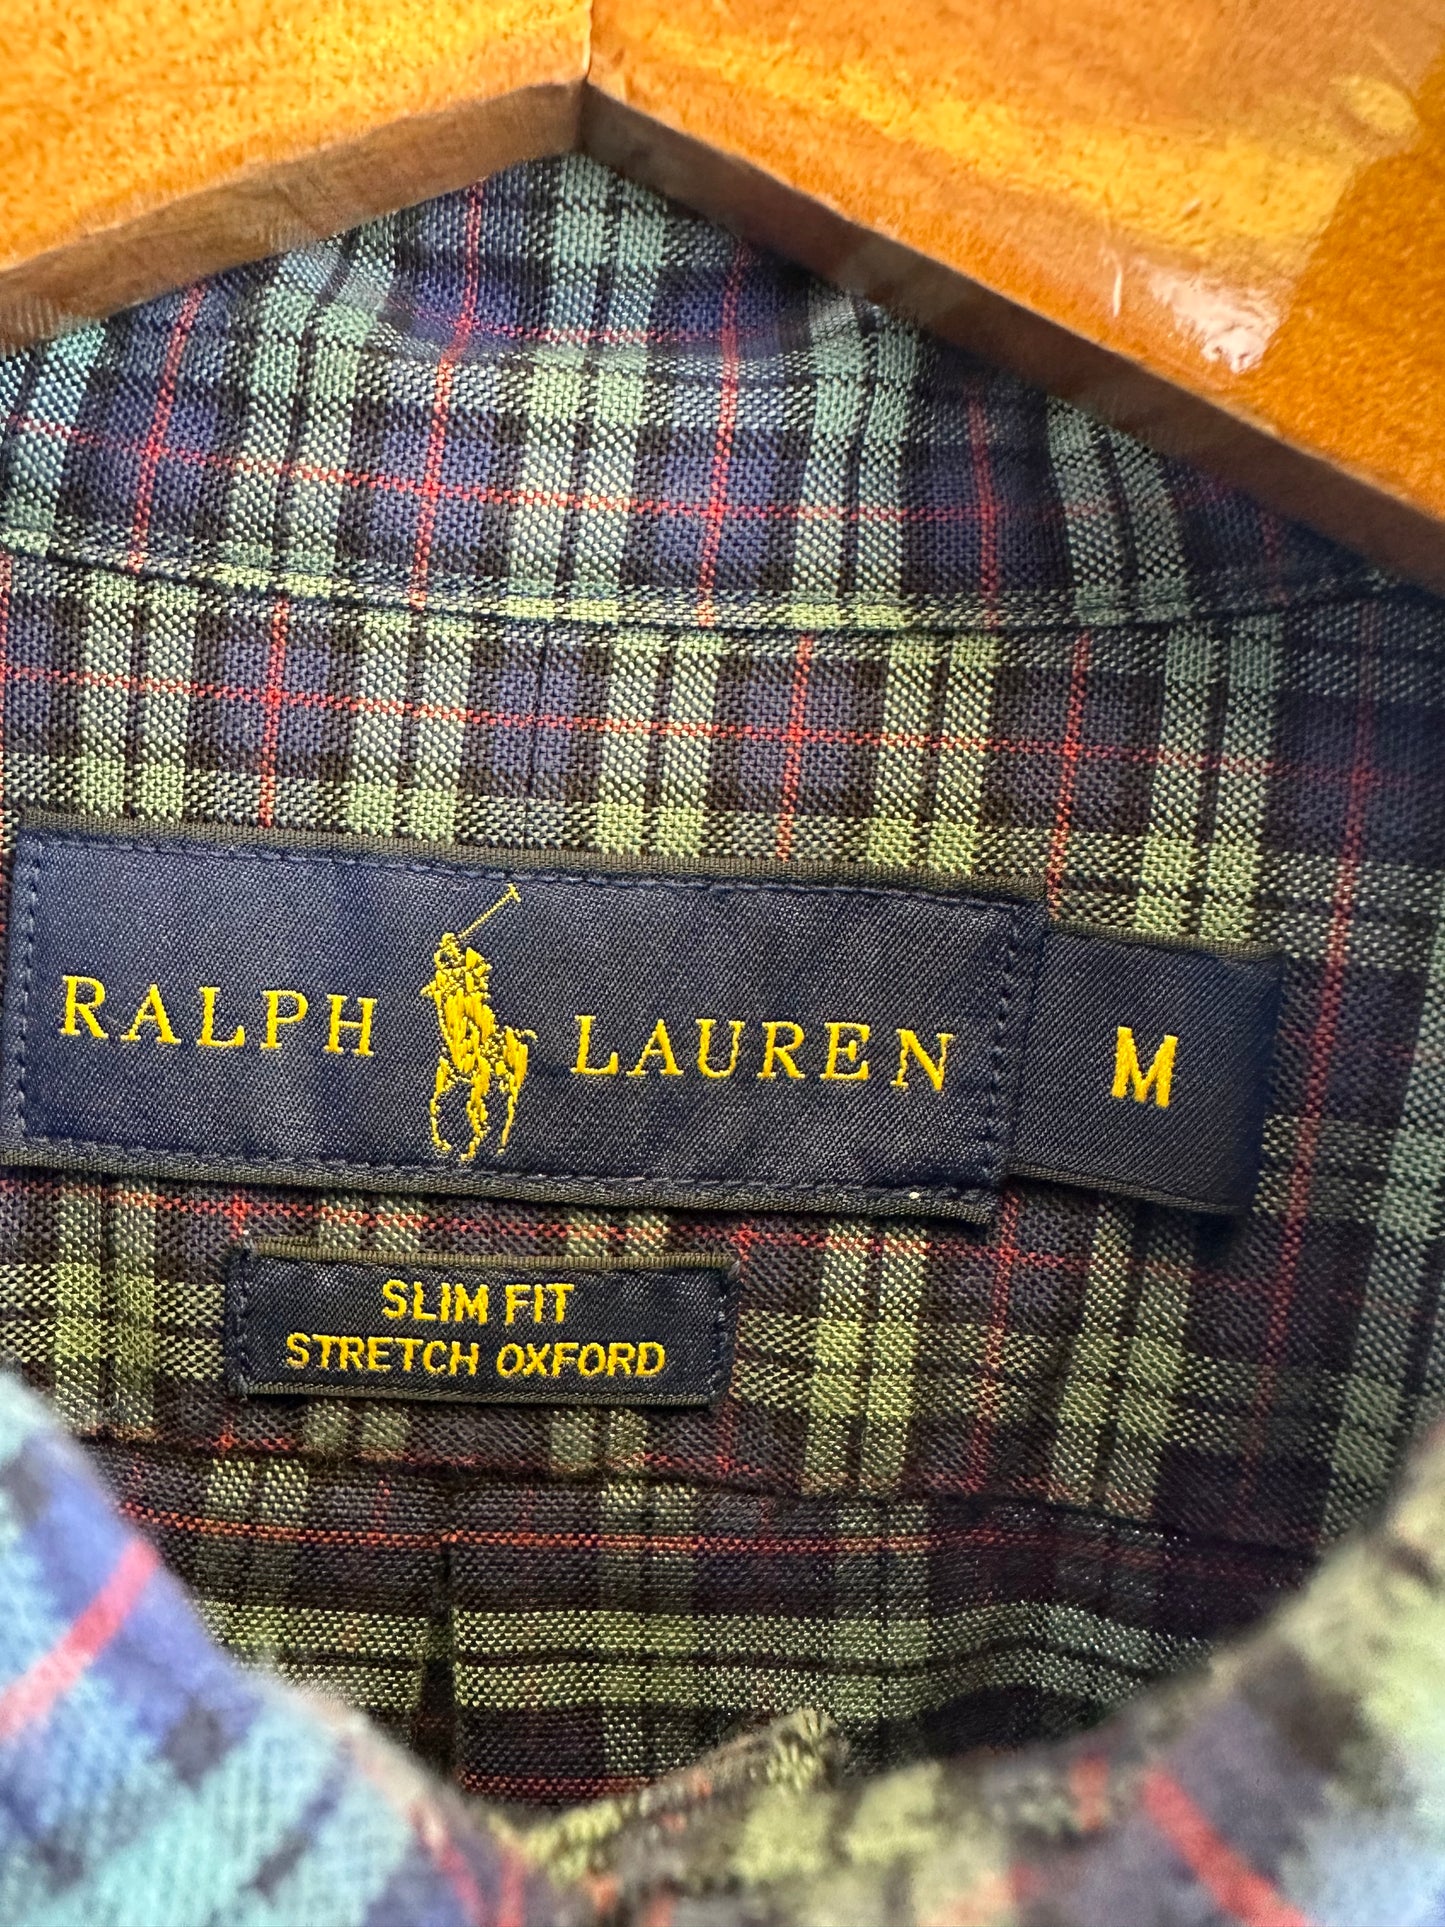 RALPH LAUREN M
SLIM FIT
STRETCH OXFORD